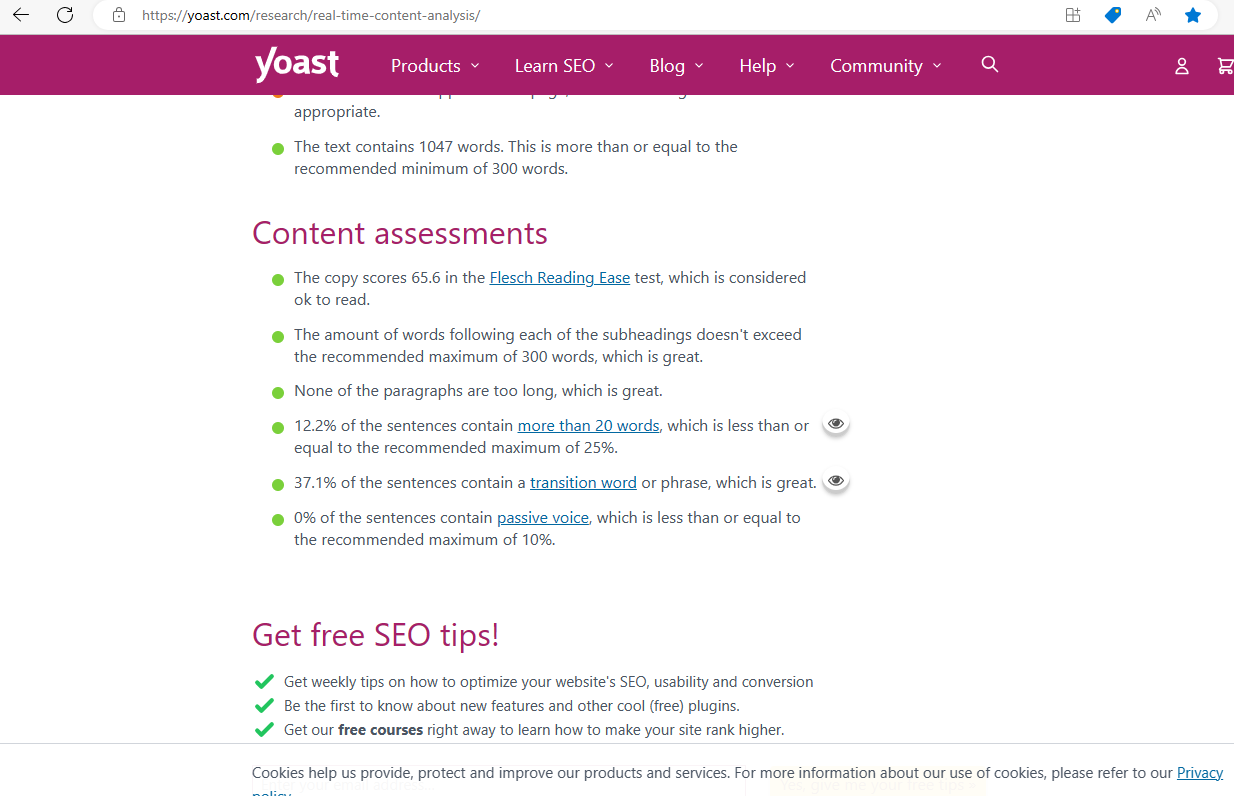 https://yoast.com/research/real-time-content-analysis/
yoast
Products
Learn SEO
Blog
Help
Community
appropriate.
The text contains 1047 words. This is more than or equal to the
recommended minimum of 300 words.
Content assessments
The copy scores 65.6 in the Flesch Reading Ease test, which is considered
ok to read.
The amount of words following each of the subheadings doesn't exceed
the recommended maximum of 300 words, which is great.
None of the paragraphs are too long, which is great.
12.2% of the sentences contain more than 20 words, which is less than or
equal to the recommended maximum of 25%.
37.1% of the sentences contain a transition word or phrase, which is great.
0% of the sentences contain passive voice, which is less than or equal to
the recommended maximum of 10%.
Get free SEO tips!
Get weekly tips on how to optimize your website's SEO, usability and conversion
Be the first to know about new features and other cool (free) plugins.
Get our free courses right away to learn how to make your site rank higher.
Cookies help us provide, protect and improve our products and services. For more information about our use of cookies, please refer to our Privacy
policy